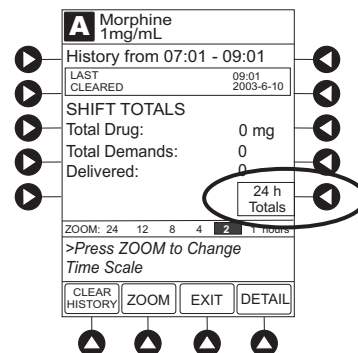 A Morphine
1mg/mL
History from 07:01 - 09:01
LAST 09:01
CLEARED 2003-6-10
SHIFT TOTALS
Total Drug: 0 mg
Total Demands: 0
Delivered: 0
24 h
Totals
ZOOM: 24 12 8 4 2 1 hours
>Press ZOOM to Change
Time Scale
CLEAR
HISTORY ZOOM EXIT DETAIL